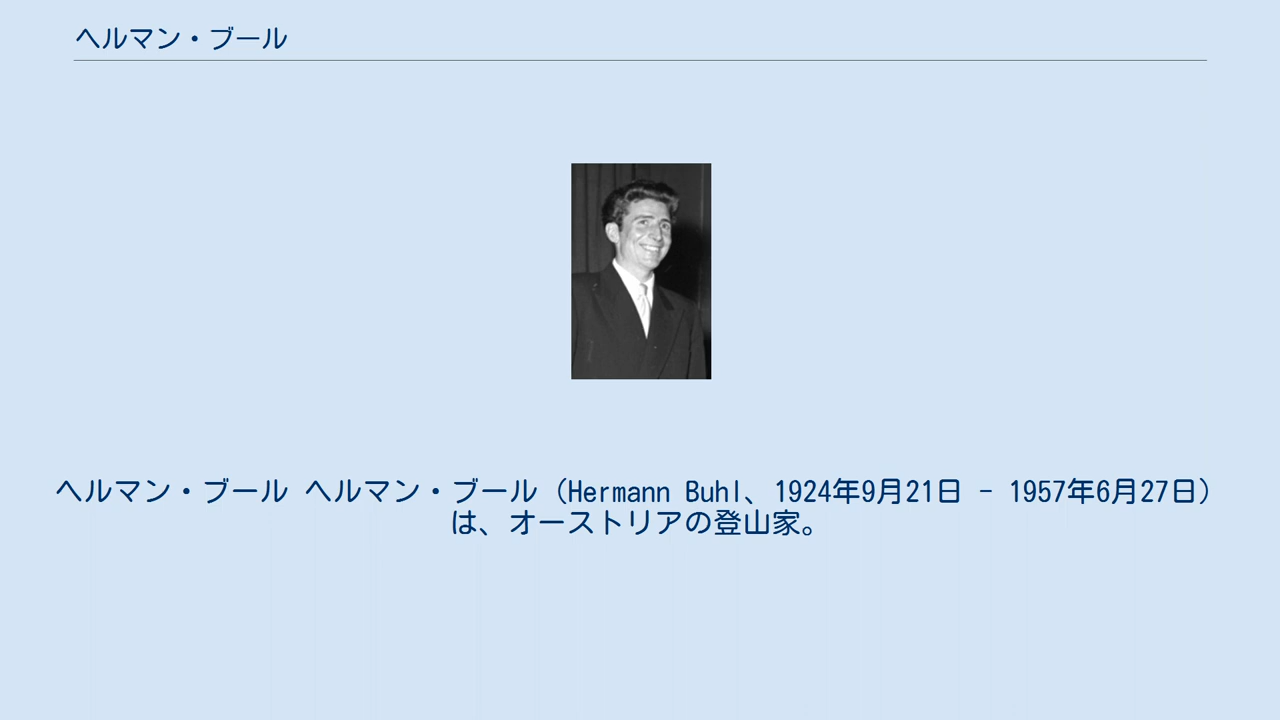 ヘルマン・ブール
ヘルマン・ブール ヘルマン・ブール（Hermann Buhl、1924年9月21日 - 1957年6月27日）
は、オーストリアの登山家。